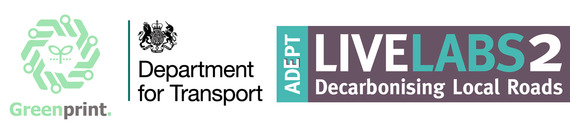 Greenprint.
Department
for Transport
ADEPT
LIVELABS2
Decarbonising Local Roads